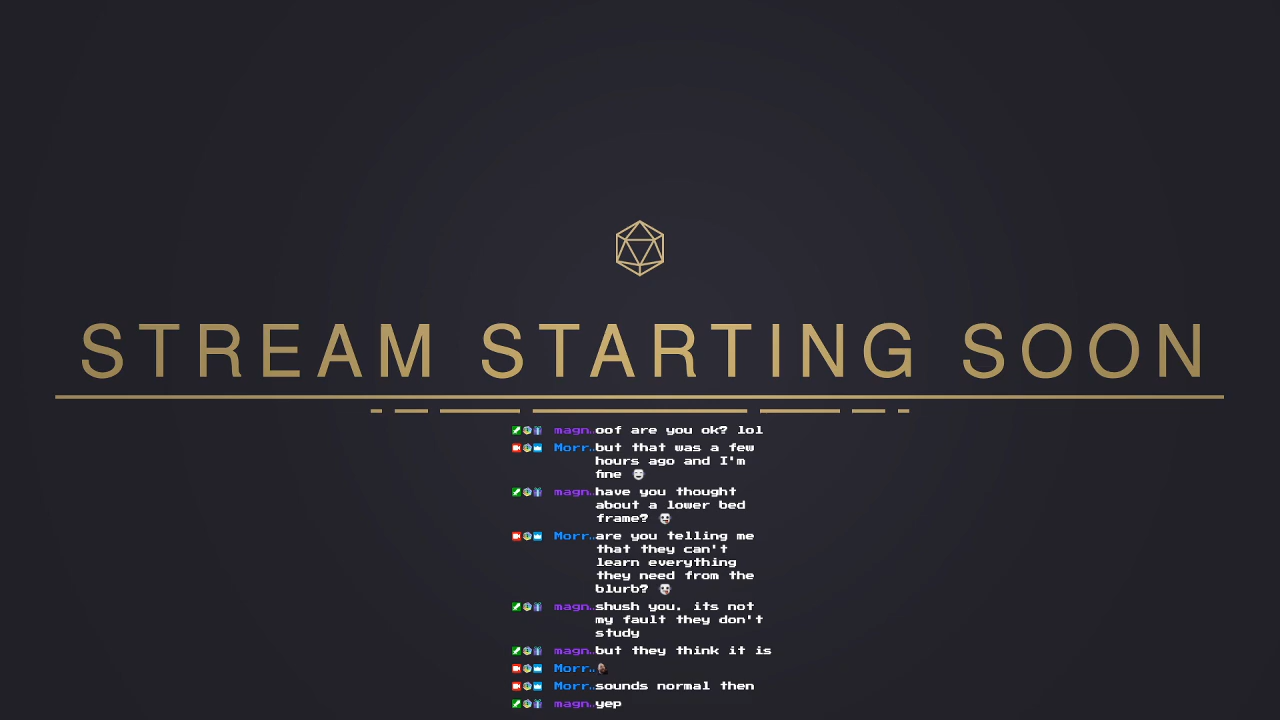 STREAM STARTING SOON
magn..oof are you ok? lol
Morr..but that was a few
hours ago and I'm
fine
magn..have you thought
about a lower bed
frame?
Morr..are you telling me
that they can't
learn everything
they need from the
blurb?
magn..shush you. its not
my fault they don't
study
magn..but they think it is
Morr..
Morr..sounds normal then
magn..yep